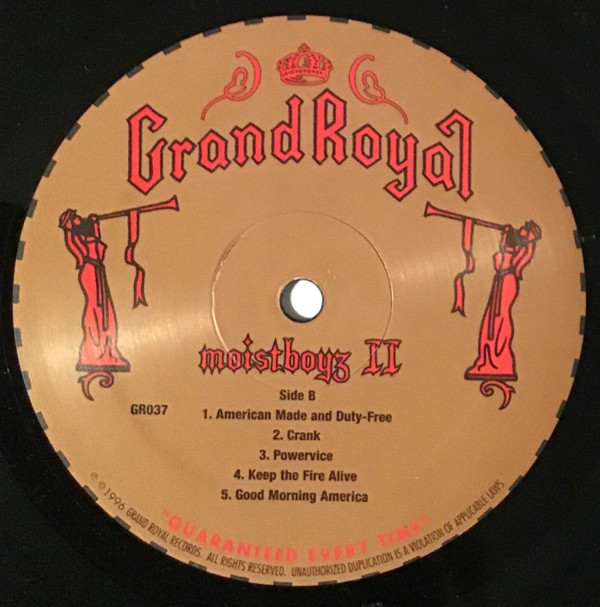 Grand Royal
moistboyz II
Side B
GR037
1. American Made and Duty-Free
2. Crank
3. Powervice
4. Keep the Fire Alive
5. Good Morning America
"GUARANTEED EVERY TIME"
℗ © 1996 GRAND ROYAL RECORDS. ALL RIGHTS RESERVED. UNAUTHORIZED DUPLICATION IS A VIOLATION OF APPLICABLE LAWS.